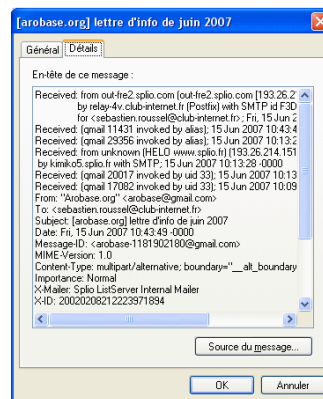 [arobase.org] lettre d'info de juin 2007
Général
Détails
En-tête de ce message :
Received: from out-fre2.splio.com (out-fre2.splio.com [193.26.21
by relay-4v.club-internet.fr (Postfix) with SMTP id F3D
for <sebastien.roussel@club-internet.fr>; Fri, 15 Jun 2
Received: (qmail 11431 invoked by alias); 15 Jun 2007 10:43:4
Received: (qmail 29356 invoked by alias); 15 Jun 2007 10:13:2
Received: from unknown (HELO www.splio.fr) (193.26.214.151
by kimiko5.splio.fr with SMTP; 15 Jun 2007 10:13:28 -0000
Received: (qmail 20017 invoked by uid 33); 15 Jun 2007 10:13
Received: (qmail 17082 invoked by uid 33); 15 Jun 2007 10:09
From: "Arobase.org" <arobase@gmail.com>
To: <sebastien.roussel@club-internet.fr>
Subject: [arobase.org] lettre d'info de juin 2007
Date: Fri, 15 Jun 2007 10:43:49 -0000
Message-ID: <arobase-1181902180@gmail.com>
MIME-Version: 1.0
Content-Type: multipart/alternative; boundary="__alt_boundary
Importance: Normal
X-Mailer: Splio ListServer Internal Mailer
X-ID: 20020208212223971894
Source du message...
OK
Annuler